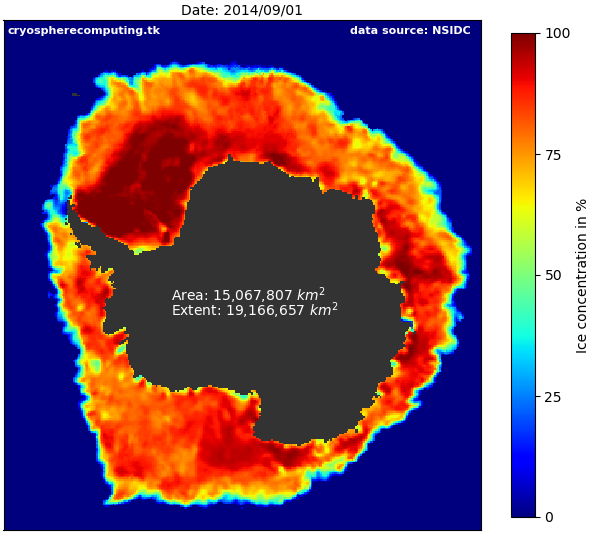 Date: 2014/09/01
cryospherecomputing.tk
data source: NSIDC
Area: 15,067,807 km²
Extent: 19,166,657 km²
100
75
50
25
0
Ice concentration in %